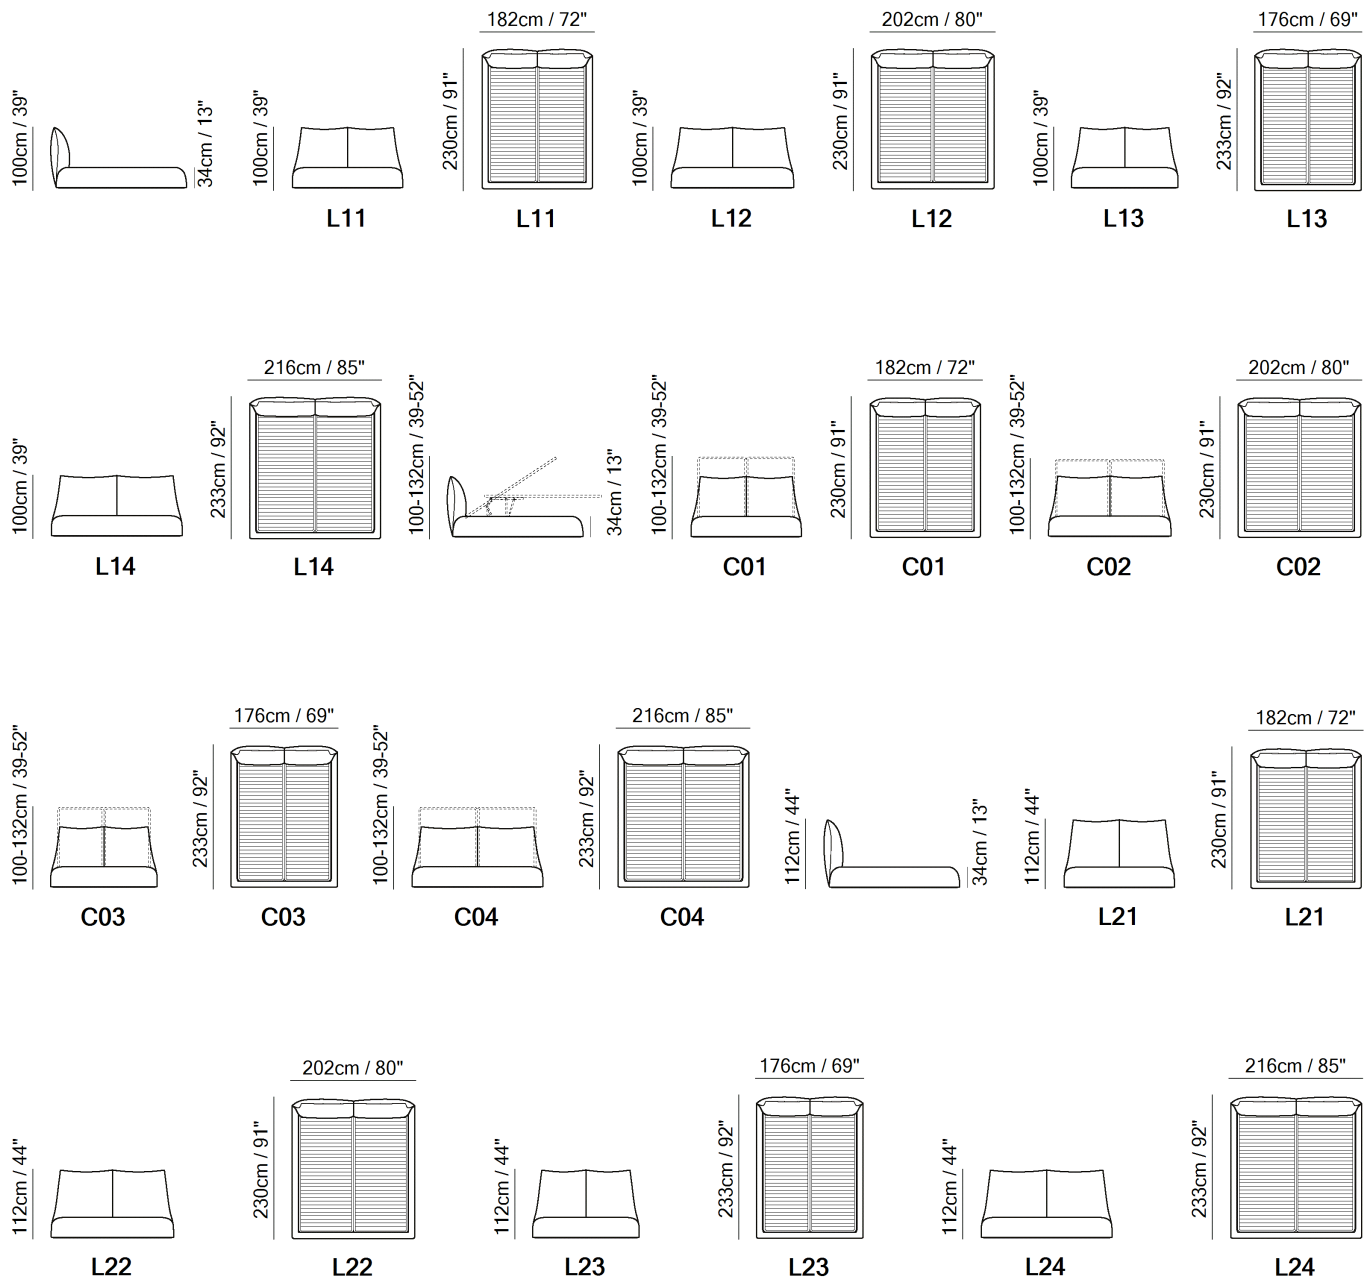 182cm / 72"
202cm / 80"
176cm / 69"
100cm / 39"
34cm / 13"
100cm / 39"
230cm / 91"
100cm / 39"
230cm / 91"
100cm / 39"
233cm / 92"
L11
L11
L12
L12
L13
L13
216cm / 85"
182cm / 72"
202cm / 80"
100cm / 39"
233cm / 92"
100-132cm / 39-52"
34cm / 13"
100-132cm / 39-52"
230cm / 91"
100-132cm / 39-52"
230cm / 91"
L14
L14
C01
C01
C02
C02
176cm / 69"
216cm / 85"
182cm / 72"
100-132cm / 39-52"
233cm / 92"
100-132cm / 39-52"
233cm / 92"
112cm / 44"
34cm / 13"
112cm / 44"
230cm / 91"
C03
C03
C04
C04
L21
L21
202cm / 80"
176cm / 69"
216cm / 85"
112cm / 44"
230cm / 91"
112cm / 44"
233cm / 92"
112cm / 44"
233cm / 92"
L22
L22
L23
L23
L24
L24